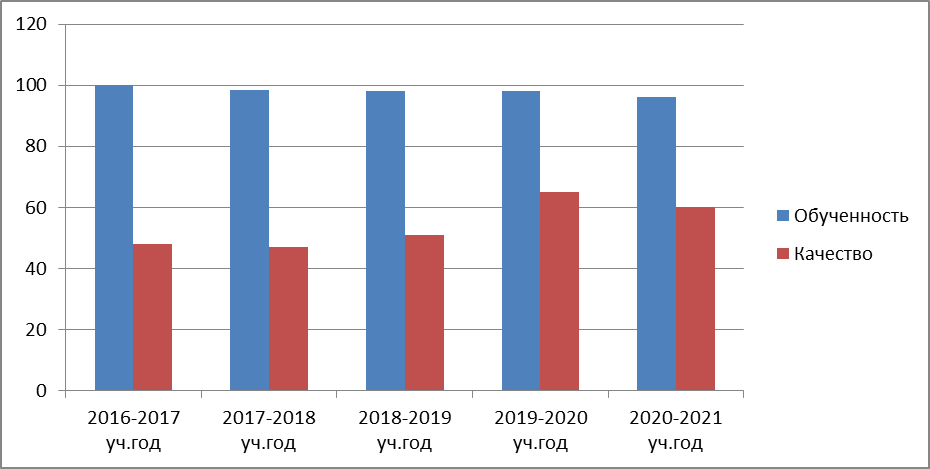 120
100
80
60
40
20
0
2016-2017
уч.год
2017-2018
уч.год
2018-2019
уч.год
2019-2020
уч.год
2020-2021
уч.год
Обученность
Качество